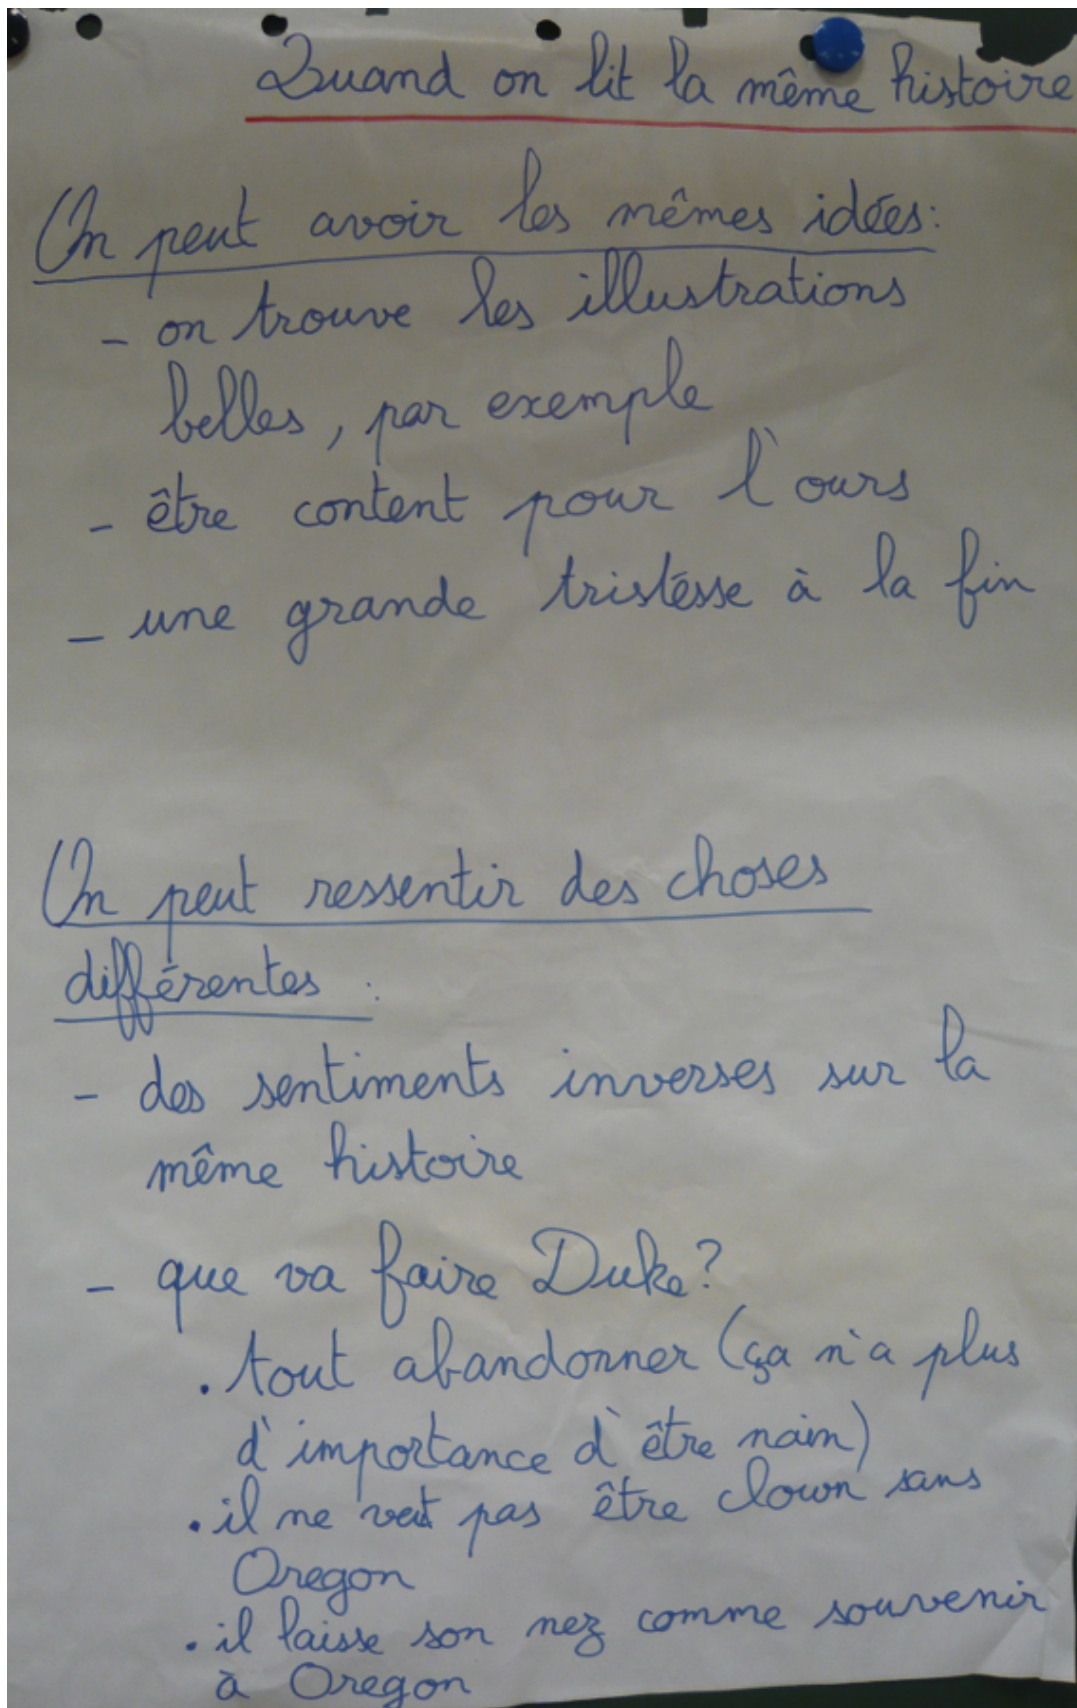 Quand on lit la même histoire
On peut avoir les mêmes idées:
- on trouve les illustrations
belles, par exemple
- être content pour l'ours
- une grande tristesse à la fin
On peut ressentir des choses
différentes :
- des sentiments inverses sur la
même histoire
- que va faire Duke?
. tout abandonner (ça n'a plus
d'importance d'être nain)
. il ne veut pas être clown sans
Oregon
. il laisse son nez comme souvenir
à Oregon